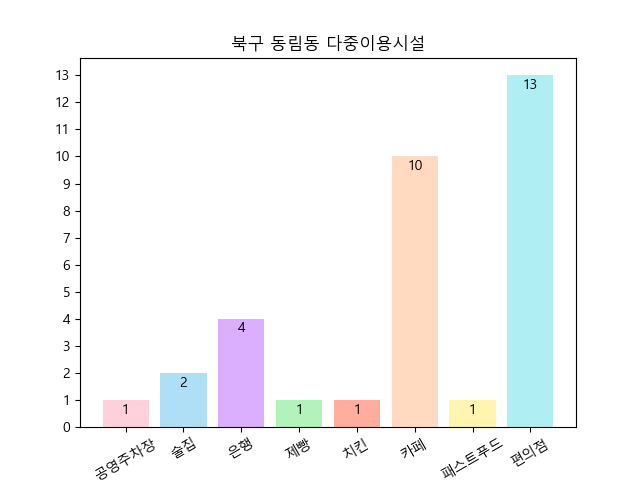 북구 동림동 다중이용시설
13
12
11
10
9
8
7
6
5
4
3
2
1
0
1
2
4
1
1
10
1
13
공영주차장
술집
은행
제빵
치킨
카페
패스트푸드
편의점